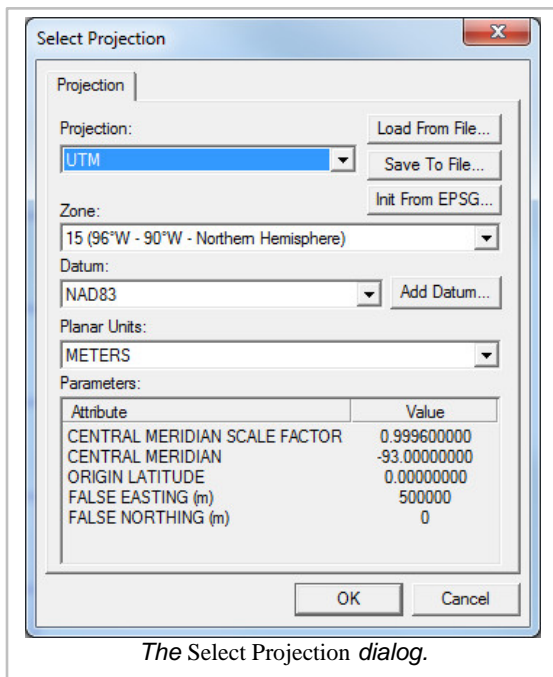 Select Projection
Projection
Projection:
Load From File...
UTM
Save To File...
Init From EPSG...
Zone:
15 (96°W - 90°W - Northern Hemisphere)
Datum:
NAD83
Add Datum...
Planar Units:
METERS
Parameters:
Attribute Value
CENTRAL MERIDIAN SCALE FACTOR 0.999600000
CENTRAL MERIDIAN -93.00000000
ORIGIN LATITUDE 0.00000000
FALSE EASTING (m) 500000
FALSE NORTHING (m) 0
OK Cancel
The Select Projection dialog.